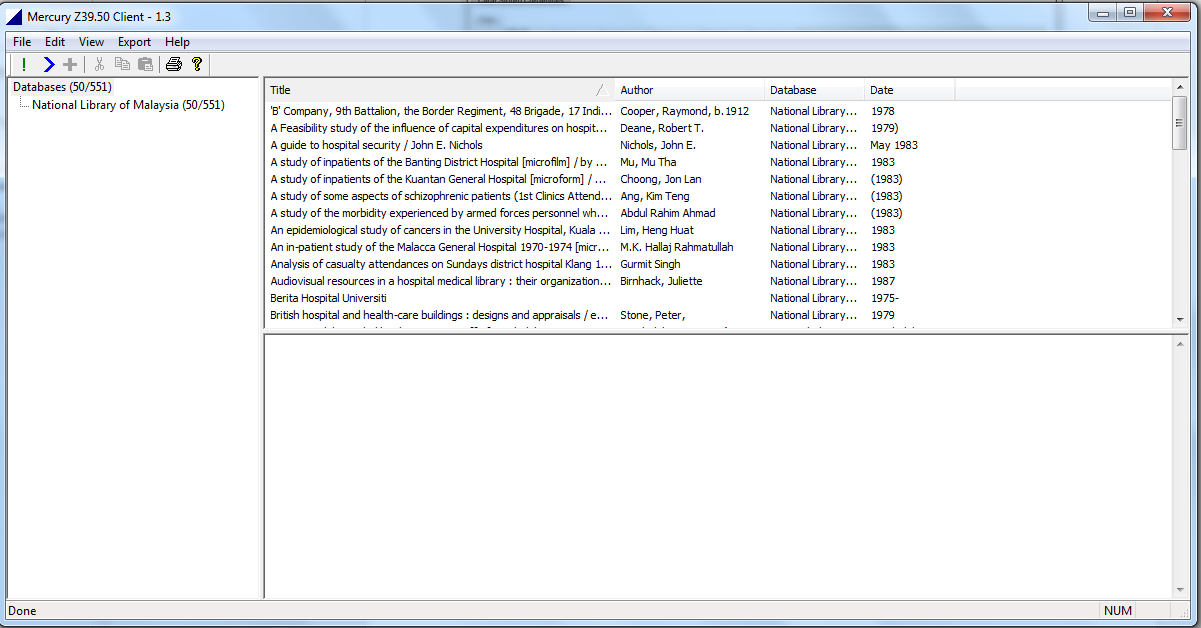 Mercury Z39.50 Client - 1.3
File Edit View Export Help
Databases (50/551)
National Library of Malaysia (50/551)
Title Author Database Date
'B' Company, 9th Battalion, the Border Regiment, 48 Brigade, 17 Indi... Cooper, Raymond, b.1912 National Library... 1978
A Feasibility study of the influence of capital expenditures on hospit... Deane, Robert T. National Library... 1979)
A guide to hospital security / John E. Nichols Nichols, John E. National Library... May 1983
A study of inpatients of the Banting District Hospital [microfilm] / by ... Mu, Mu Tha National Library... 1983
A study of inpatients of the Kuantan General Hospital [microform] / ... Choong, Jon Lan National Library... (1983)
A study of some aspects of schizophrenic patients (1st Clinics Attend... Ang, Kim Teng National Library... (1983)
A study of the morbidity experienced by armed forces personnel wh... Abdul Rahim Ahmad National Library... (1983)
An epidemiological study of cancers in the University Hospital, Kuala ... Lim, Heng Huat National Library... 1983
An in-patient study of the Malacca General Hospital 1970-1974 [micr... M.K. Hallaj Rahmatullah National Library... 1983
Analysis of casualty attendances on Sundays district hospital Klang 1... Gurmit Singh National Library... 1983
Audiovisual resources in a hospital medical library : their organization... Birnhack, Juliette National Library... 1987
Berita Hospital Universiti National Library... 1975-
British hospital and health-care buildings : designs and appraisals / e... Stone, Peter, National Library... 1979
Done NUM